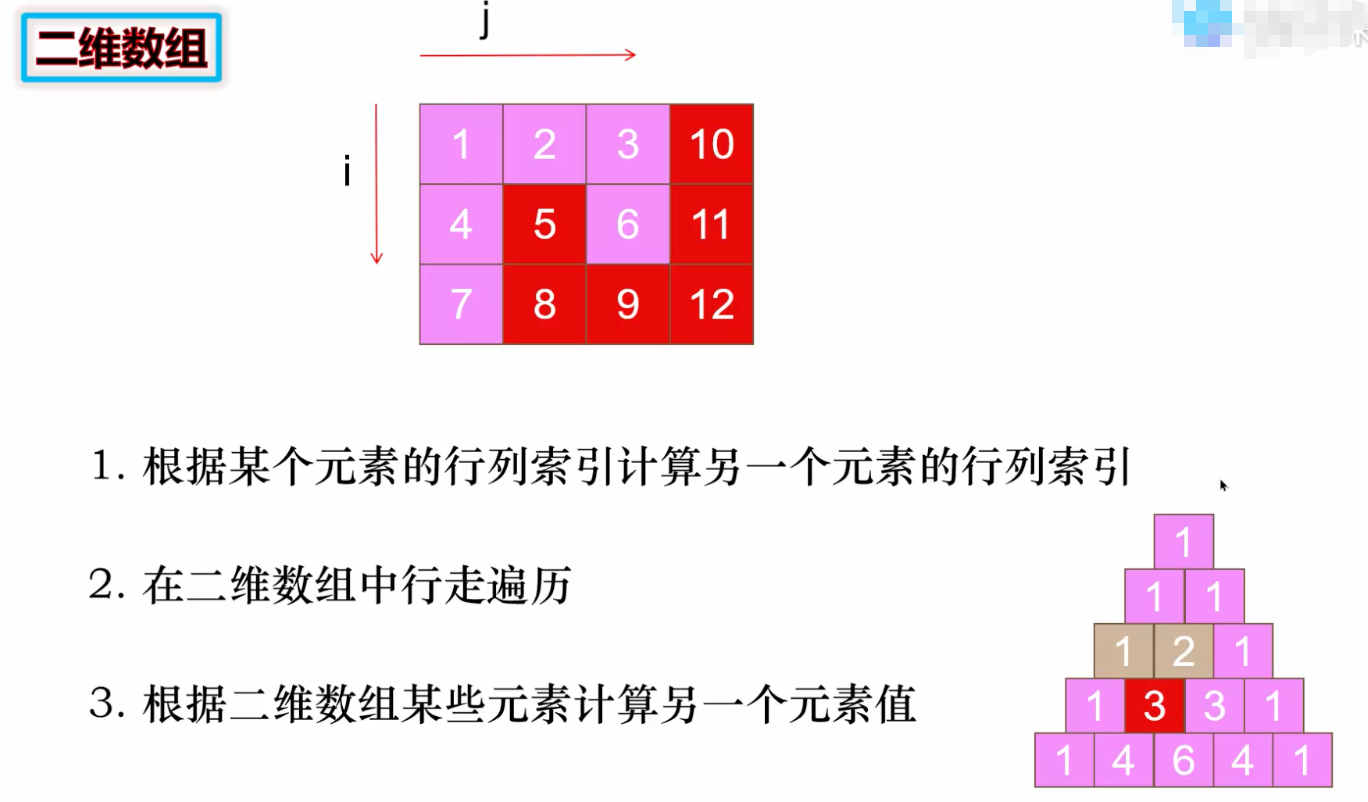 二维数组
j
i
1 2 3 10
4 5 6 11
7 8 9 12
1. 根据某个元素的行列索引计算另一个元素的行列索引
2. 在二维数组中行走遍历
3. 根据二维数组某些元素计算另一个元素值
1
1 1
1 2 1
1 3 3 1
1 4 6 4 1